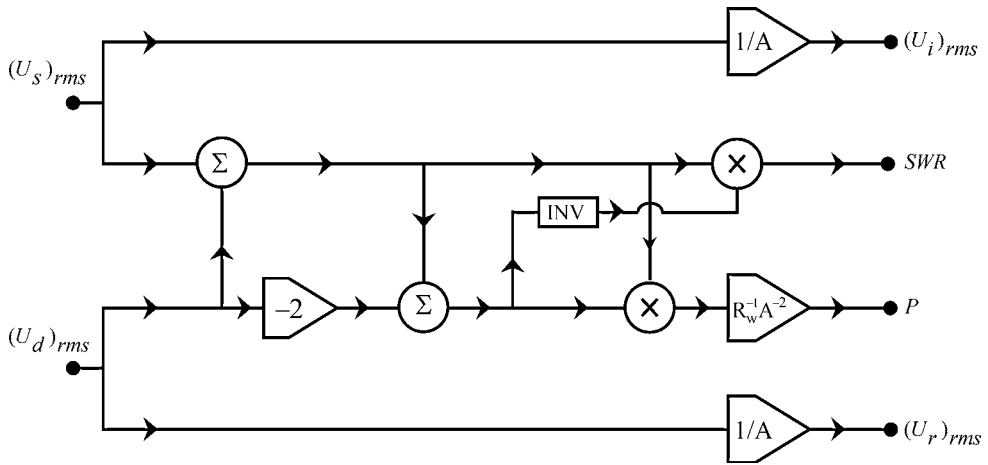 1/A
(U_i)_rms
(U_s)_rms
Σ
×
SWR
INV
−2
Σ
×
R_w^-1 A^-2
P
(U_d)_rms
1/A
(U_r)_rms